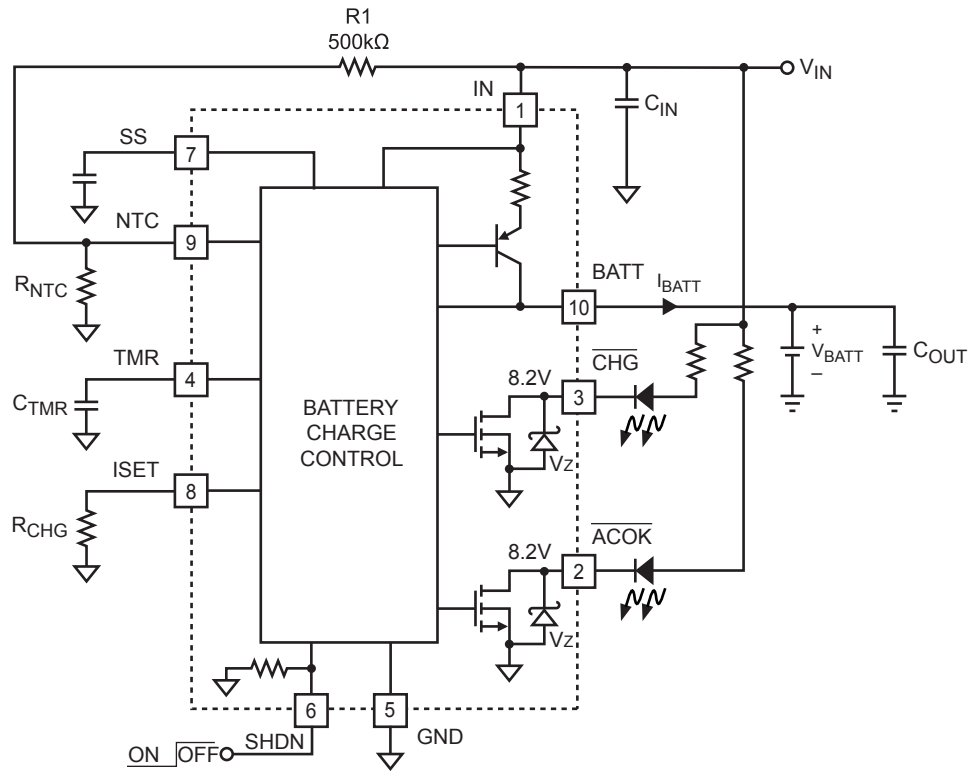 R1
500kΩ
IN
1
V_IN
C_IN
SS
7
NTC
9
R_NTC
BATT
10
I_BATT
+
V_BATT
–
C_OUT
TMR
4
C_TMR
BATTERY
CHARGE
CONTROL
8.2V
CHG
3
Vz
ISET
8
R_CHG
8.2V
ACOK
2
Vz
6
5
SHDN
GND
ON OFF